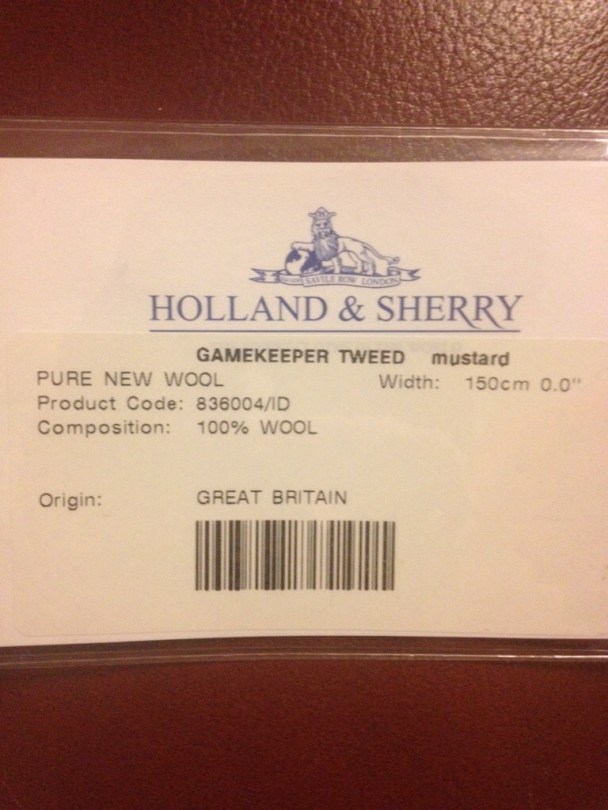 SAVILE ROW LONDON
HOLLAND & SHERRY
GAMEKEEPER TWEED mustard
PURE NEW WOOL Width: 150cm 0.0"
Product Code: 836004/ID
Composition: 100% WOOL
Origin: GREAT BRITAIN